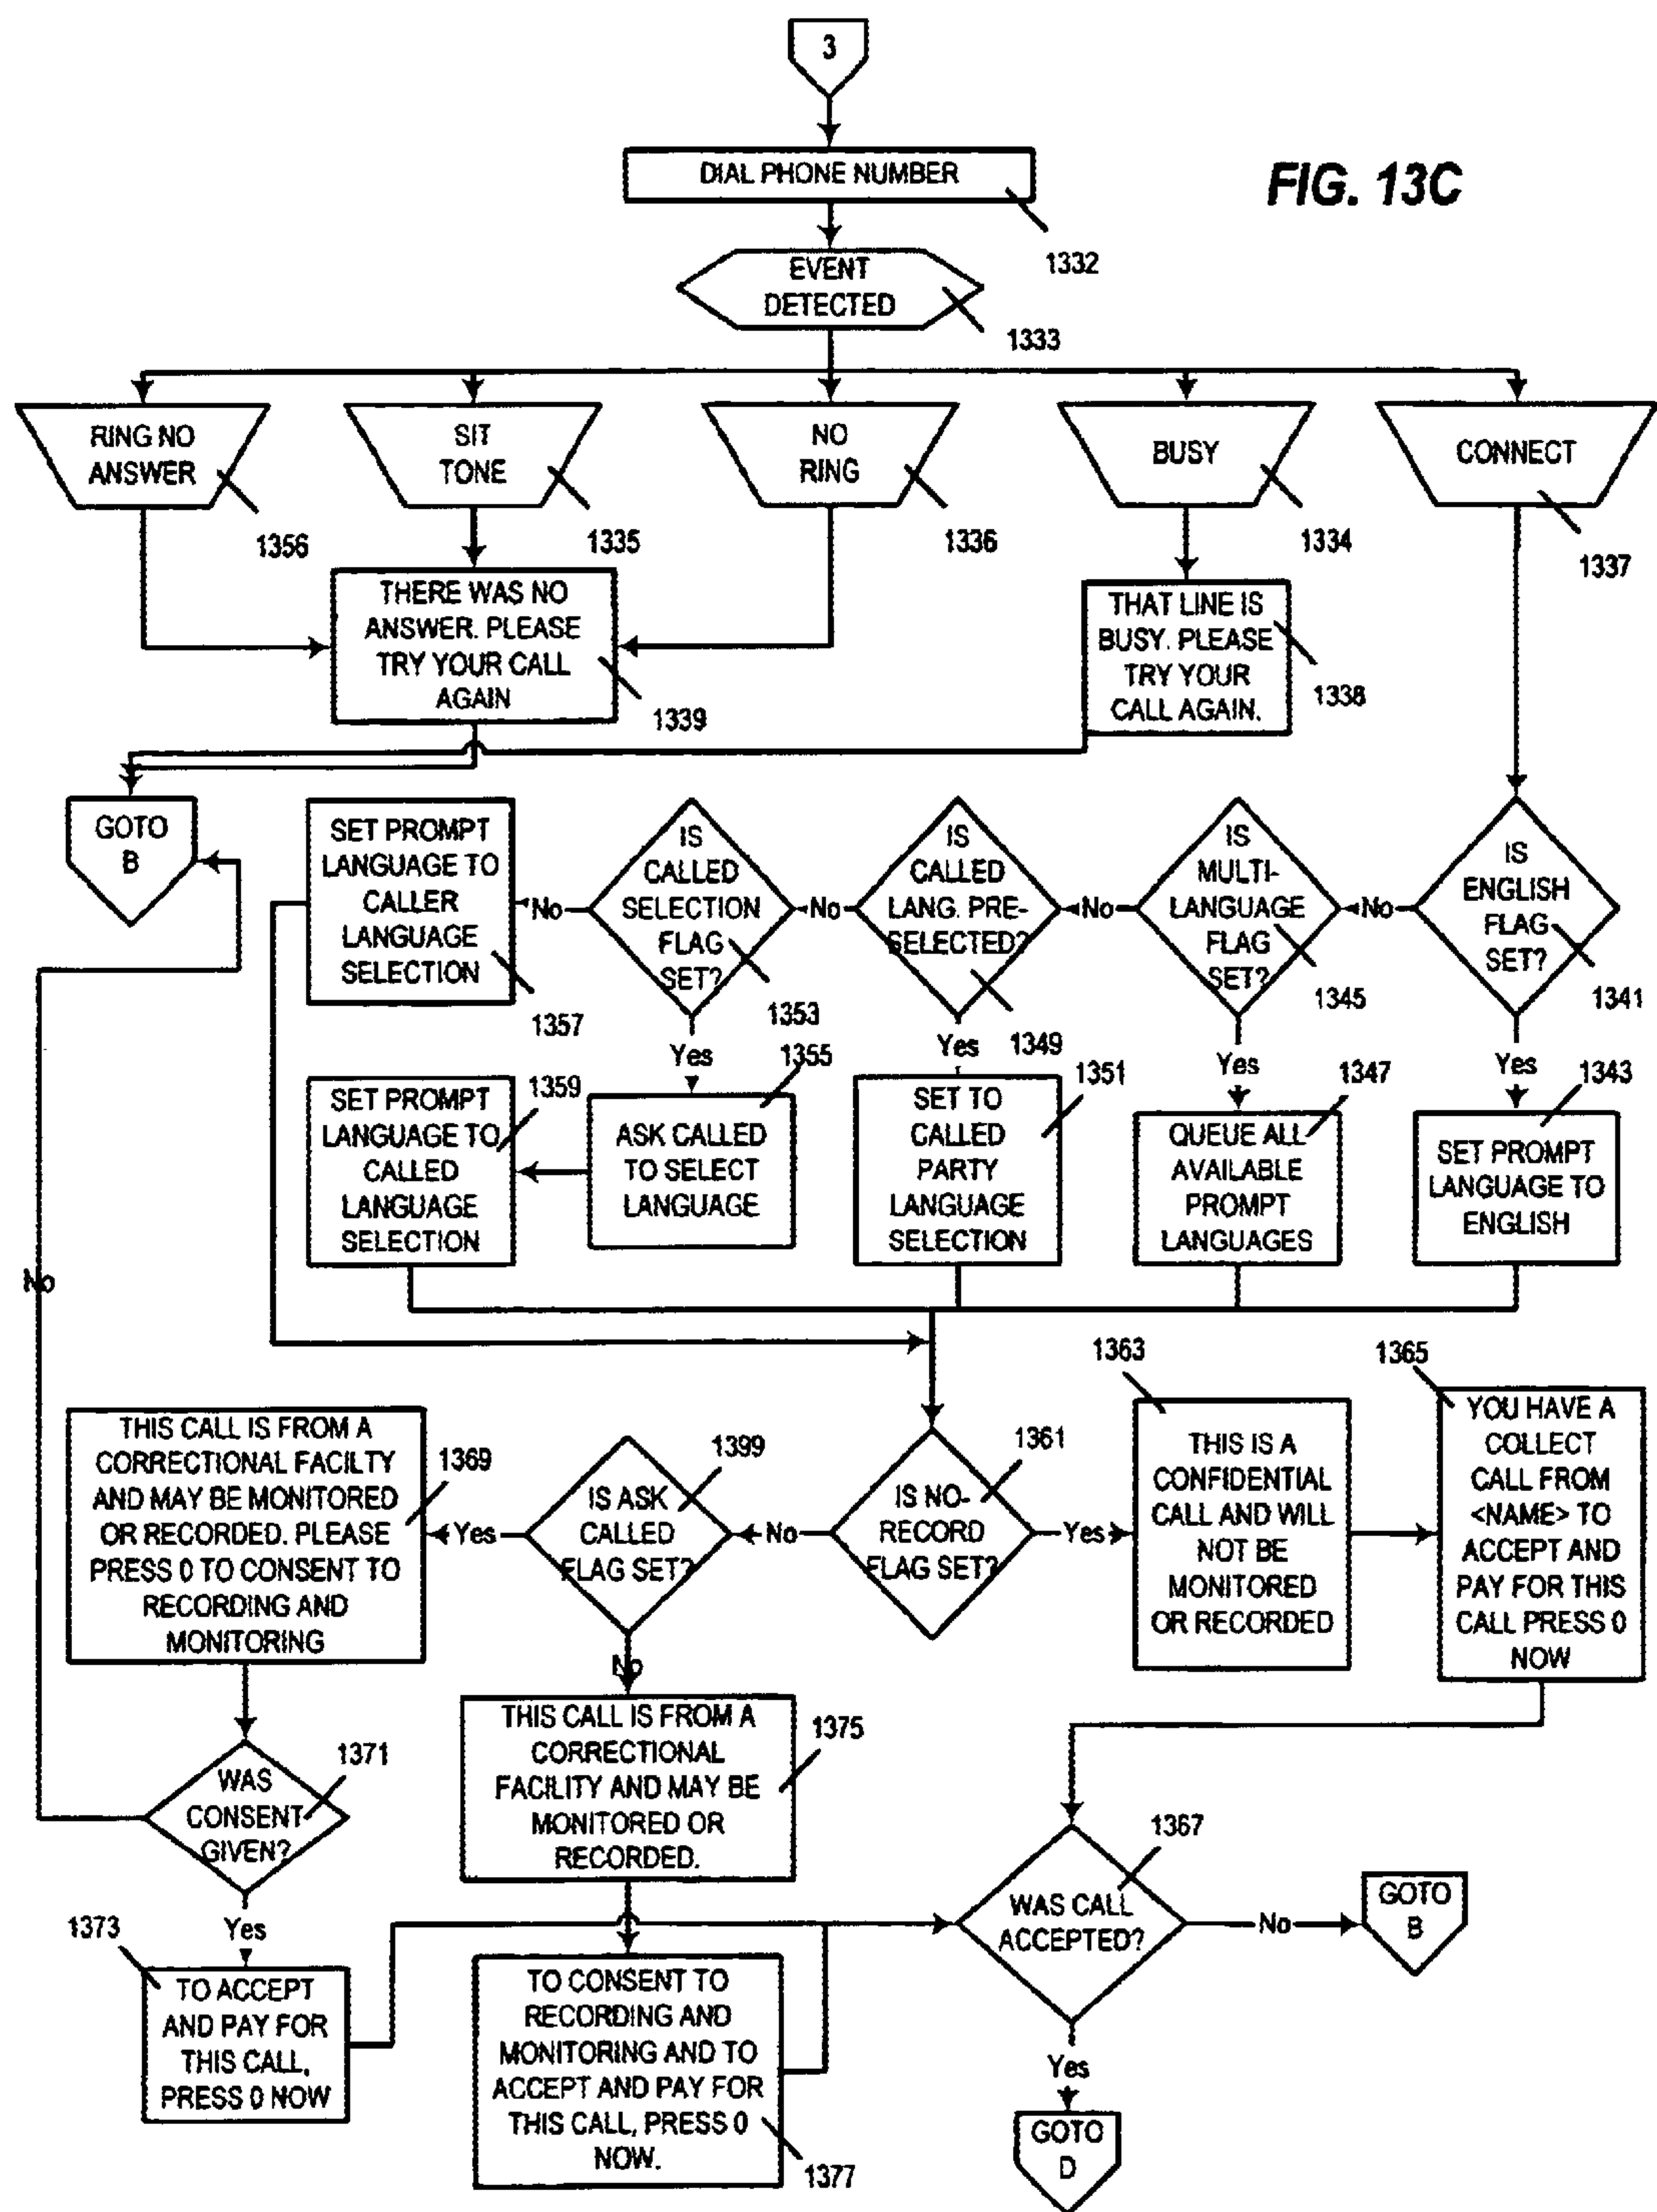 3
DIAL PHONE NUMBER
FIG. 13C
1332
EVENT
DETECTED
1333
RING NO
ANSWER
1356
SIT
TONE
1335
NO
RING
1336
BUSY
1334
CONNECT
1337
THERE WAS NO
ANSWER. PLEASE
TRY YOUR CALL
AGAIN
1339
THAT LINE IS
BUSY. PLEASE
TRY YOUR
CALL AGAIN.
1338
GOTO
B
SET PROMPT
LANGUAGE TO
CALLER
LANGUAGE
SELECTION
1357
No
IS
CALLED
SELECTION
FLAG
SET?
1353
No
IS
CALLED
LANG. PRE-
SELECTED?
1349
No
IS
MULTI-
LANGUAGE
FLAG
SET?
1345
No
IS
ENGLISH
FLAG
SET?
1341
Yes
Yes
Yes
Yes
SET PROMPT
LANGUAGE TO
CALLED
LANGUAGE
SELECTION
1359
ASK CALLED
TO SELECT
LANGUAGE
1355
SET TO
CALLED
PARTY
LANGUAGE
SELECTION
1351
QUEUE ALL
AVAILABLE
PROMPT
LANGUAGES
1347
SET PROMPT
LANGUAGE TO
ENGLISH
1343
No
THIS CALL IS FROM A
CORRECTIONAL FACILTY
AND MAY BE MONITORED
OR RECORDED. PLEASE
PRESS 0 TO CONSENT TO
RECORDING AND
MONITORING
1369
Yes
IS ASK
CALLED
FLAG SET?
1399
No
IS NO-
RECORD
FLAG SET?
1361
Yes
THIS IS A
CONFIDENTIAL
CALL AND WILL
NOT BE
MONITORED
OR RECORDED
1363
YOU HAVE A
COLLECT
CALL FROM
<NAME> TO
ACCEPT AND
PAY FOR THIS
CALL PRESS 0
NOW
1365
No
WAS
CONSENT
GIVEN?
1371
THIS CALL IS FROM A
CORRECTIONAL
FACILITY AND MAY BE
MONITORED OR
RECORDED.
1375
WAS CALL
ACCEPTED?
1367
No
GOTO
B
Yes
1373
TO ACCEPT
AND PAY FOR
THIS CALL,
PRESS 0 NOW
TO CONSENT TO
RECORDING AND
MONITORING AND TO
ACCEPT AND PAY FOR
THIS CALL, PRESS 0
NOW.
1377
Yes
GOTO
D